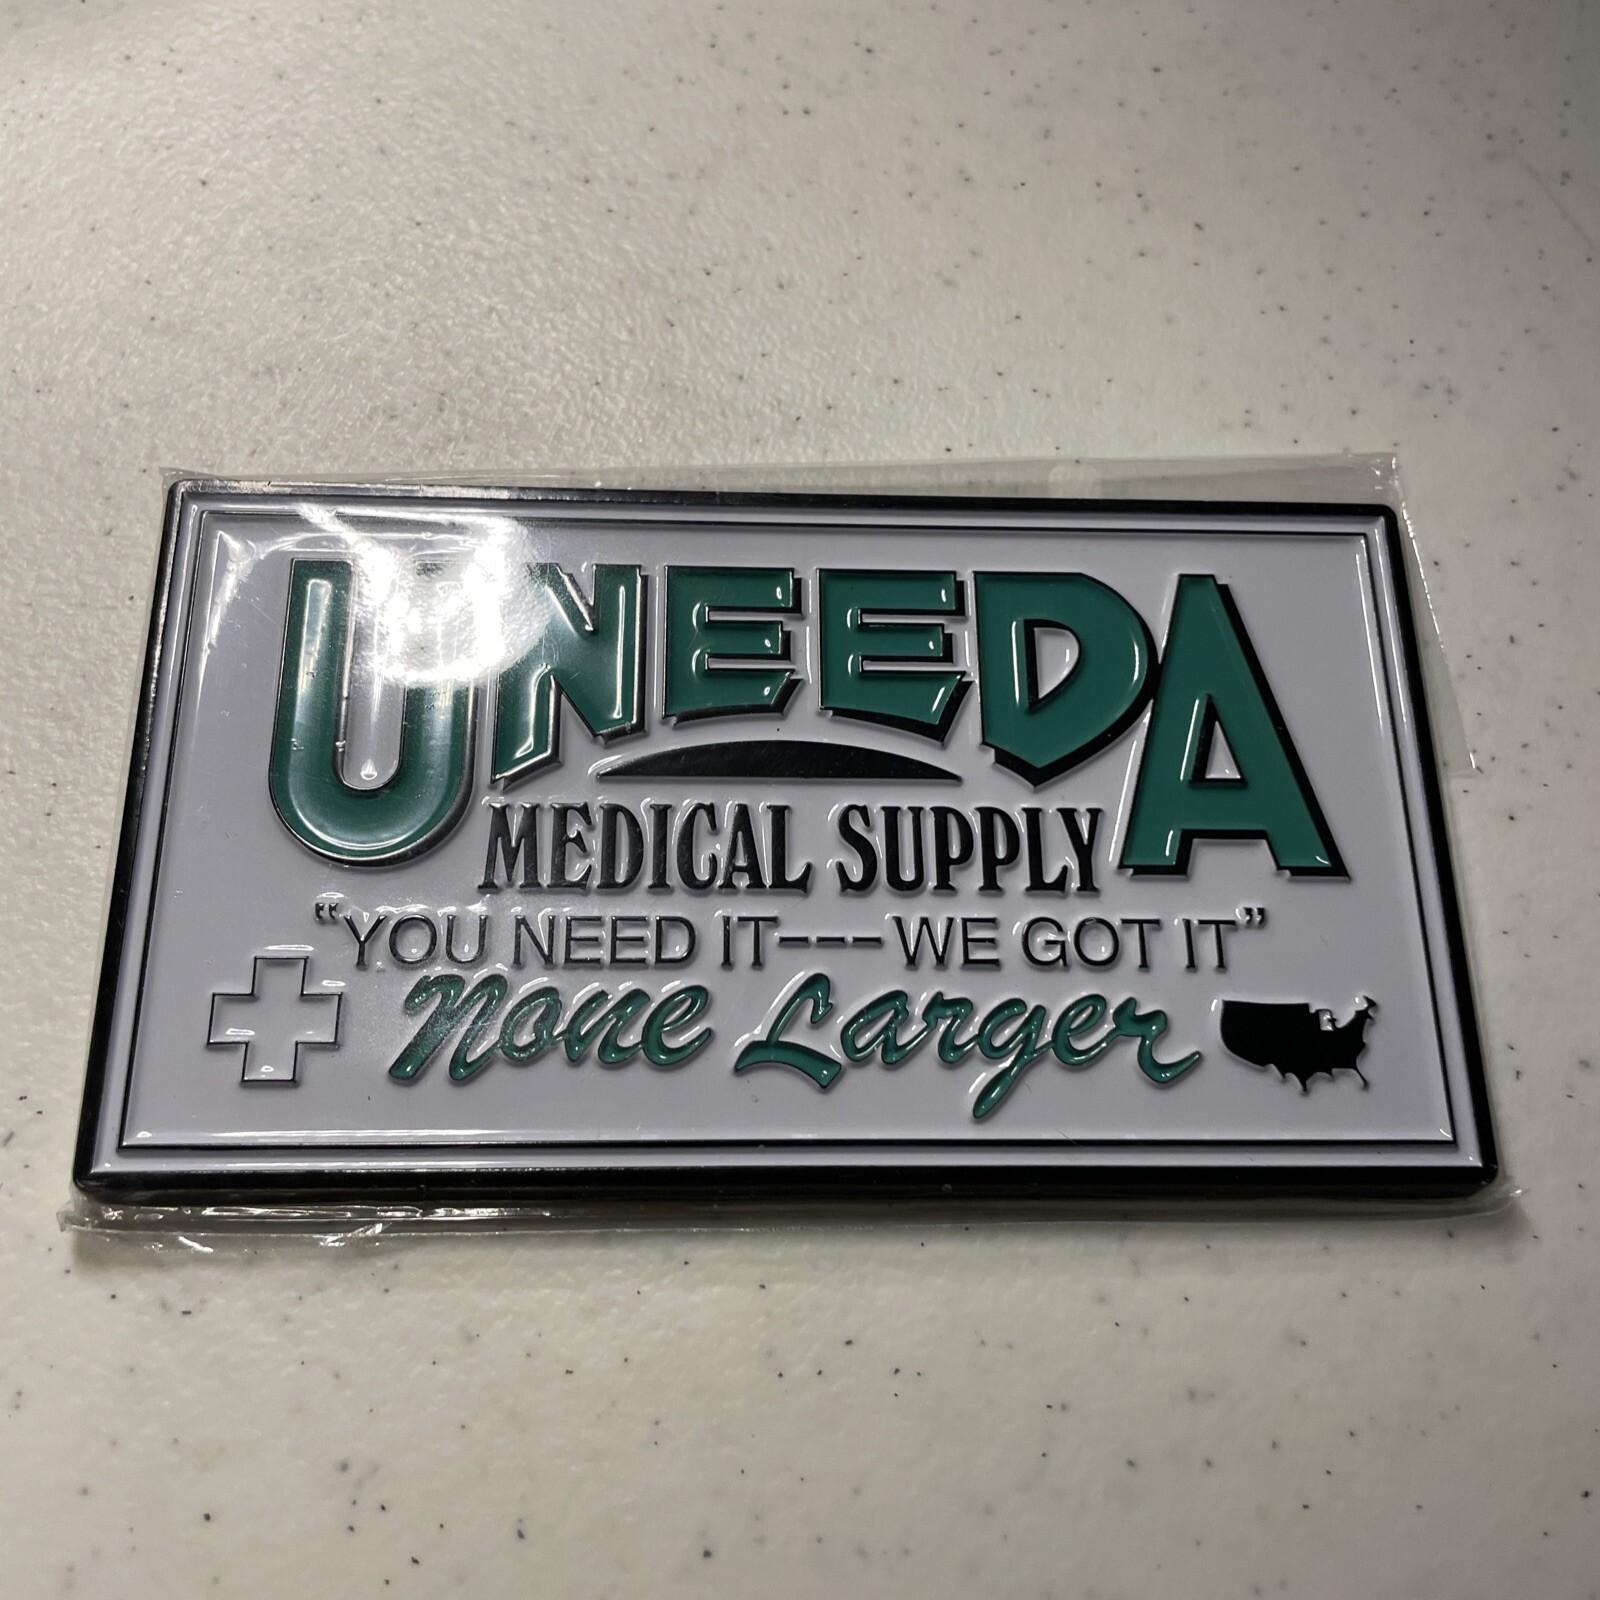 UNEEDA
MEDICAL SUPPLY
“YOU NEED IT---WE GOT IT”
None Larger